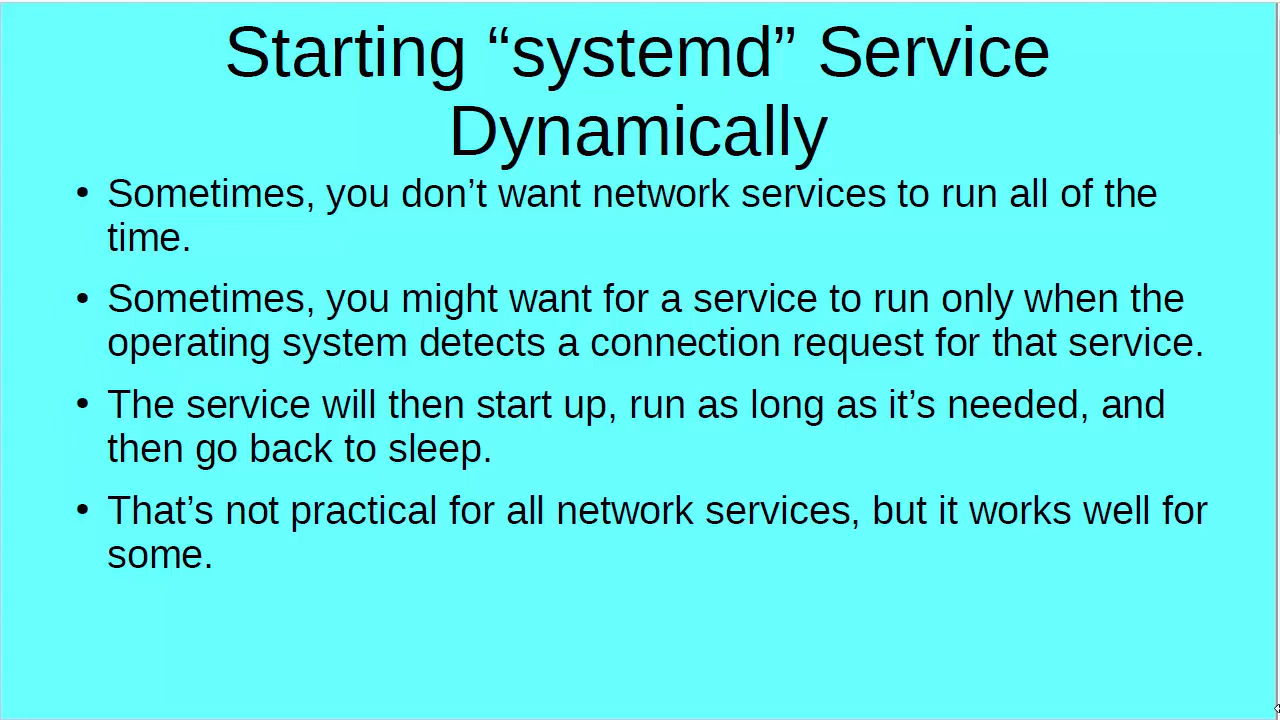 Starting “systemd” Service
Dynamically
• Sometimes, you don’t want network services to run all of the
time.
• Sometimes, you might want for a service to run only when the
operating system detects a connection request for that service.
• The service will then start up, run as long as it’s needed, and
then go back to sleep.
• That’s not practical for all network services, but it works well for
some.